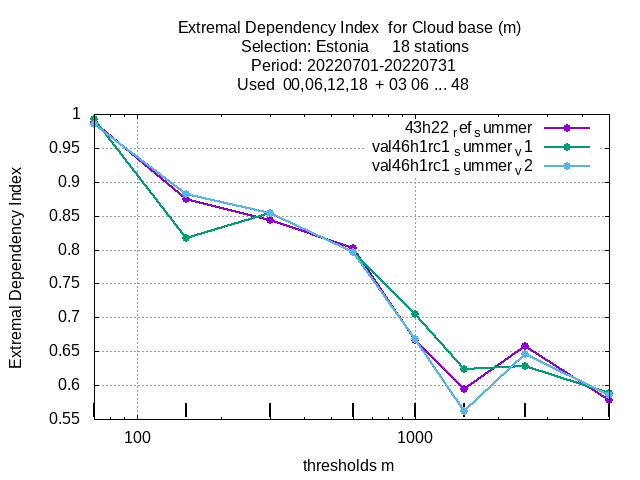 Extremal Dependency Index  for Cloud base (m)
Selection: Estonia     18 stations
Period: 20220701-20220731
Used  00,06,12,18  + 03 06 ... 48
43h22 ref summer
val46h1rc1 summer v1
val46h1rc1 summer v2
Extremal Dependency Index
1
0.95
0.9
0.85
0.8
0.75
0.7
0.65
0.6
0.55
100
1000
thresholds m